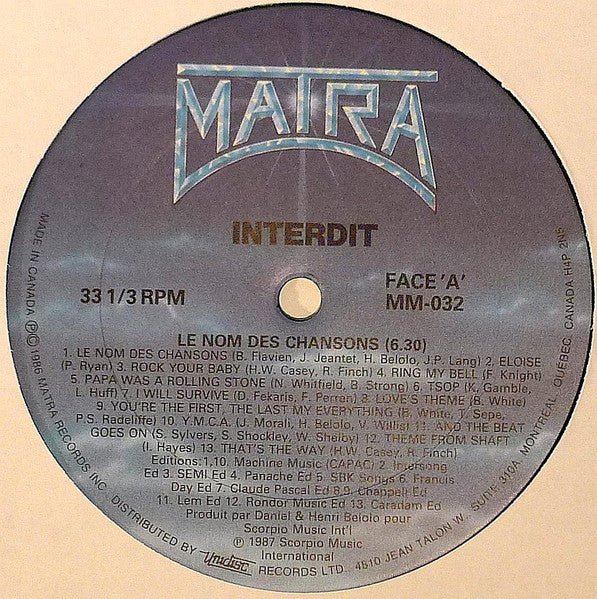 MATRA
INTERDIT
33 1/3 RPM
FACE 'A'
MM-032
LE NOM DES CHANSONS (6.30)
1. LE NOM DES CHANSONS (B. Flavien, J. Jeantet, H. Belolo, J.P. Lang) 2. ELOISE
(P. Ryan) 3. ROCK YOUR BABY (H.W. Casey, R. Finch) 4. RING MY BELL (F. Knight)
5. PAPA WAS A ROLLING STONE (N. Whitfield, B. Strong) 6. TSOP (K. Gamble,
L. Huff) 7. I WILL SURVIVE (D. Fekaris, F. Perren) 8. LOVE'S THEME (B. White)
9. YOU'RE THE FIRST, THE LAST MY EVERYTHING (B. White, T. Sepe,
P.S. Radcliffe) 10. Y.M.C.A. (J. Morali, H. Belolo, V. Willis) 11. AND THE BEAT
GOES ON (S. Sylvers, S. Shockley, W. Shelby) 12. THEME FROM SHAFT
(I. Hayes) 13. THAT'S THE WAY (H.W. Casey, R. Finch)
Editions: 1,10. Machine Music (CAPAC) 2. Intersong
Ed 3. SEMI Ed 4. Panache Ed 5. SBK Songs 6. Francis
Day Ed 7. Claude Pascal Ed 8,9. Chappell Ed
11. Lem Ed 12. Rondor Music Ed 13. Caradam Ed
Produit par Daniel & Henri Belolo pour
Scorpio Music Int'l
℗ 1987 Scorpio Music
International
MADE IN CANADA ℗© 1986 MATRA RECORDS INC. DISTRIBUTED BY Unidisc RECORDS LTD. 4810 JEAN TALON W. SUITE 310A, MONTREAL QUEBEC, CANADA H4P 2N5